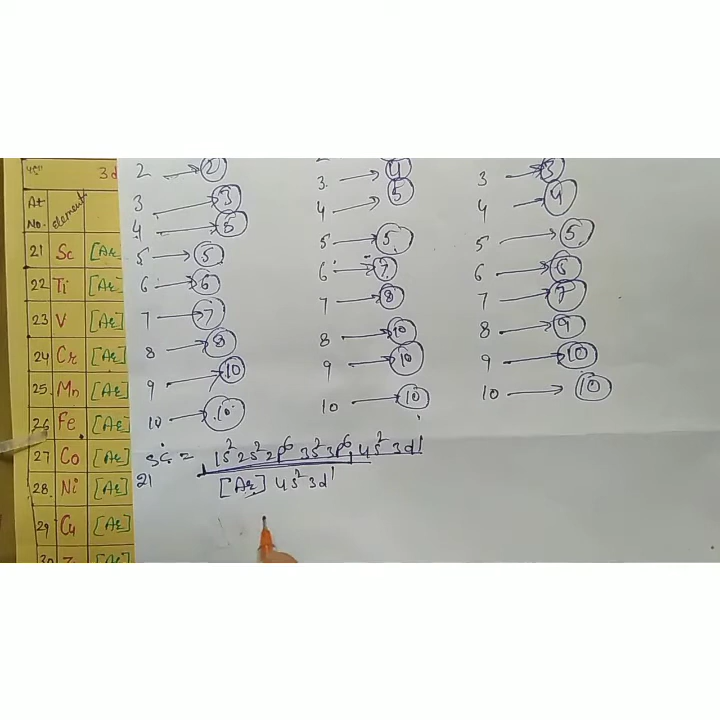 4s" 3d
At No. element
21 Sc [Ar]
22 Ti [Ar]
23 V [Ar]
24 Cr [Ar]
25 Mn [Ar]
26 Fe [Ar]
27 Co [Ar]
28 Ni [Ar]
29 Cu [Ar]
30 [Ar]
2 → 2
3 → 3
4 → 5
5 → 5
6 → 6
7 → 7
8 → 8
9 → 10
10 → 10
3 → 4
4 → 5
5 → 5
6 → 7
7 → 8
8 → 10
9 → 10
10 → 10
3 → 3
4 → 4
5 → 5
6 → 6
7 → 7
8 → 9
9 → 10
10 → 10
Sc = 1s² 2s² 2p⁶ 3s² 3p⁶, 4s² 3d¹
21 [Ar] 4s² 3d¹